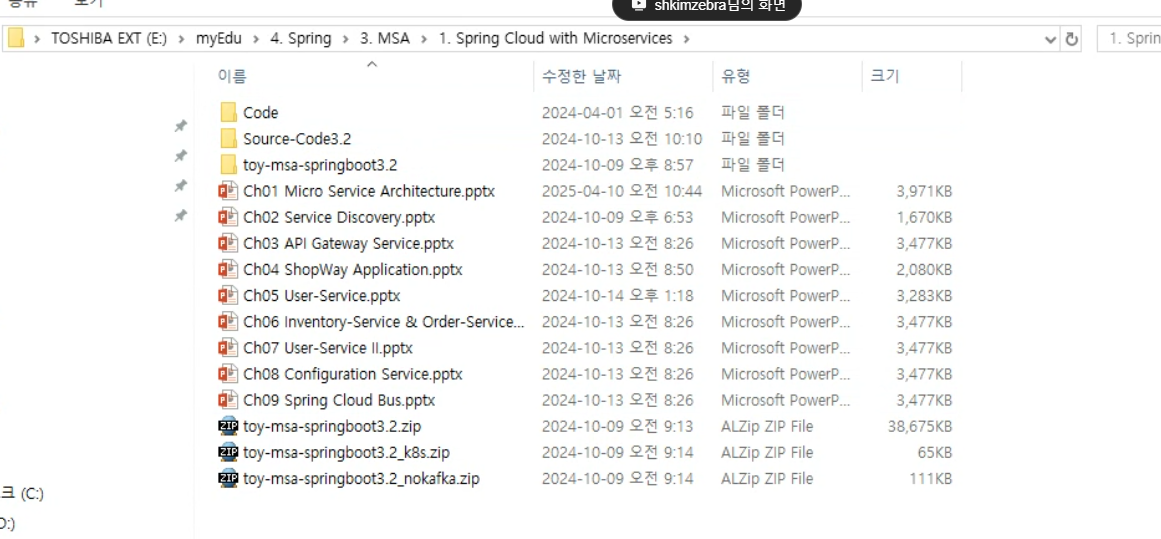 보기
shkimzebra님의 화면
TOSHIBA EXT (E:) > myEdu > 4. Spring > 3. MSA > 1. Spring Cloud with Microservices >
1. Sprin
이름 수정한 날짜 유형 크기
Code 2024-04-01 오전 5:16 파일 폴더
Source-Code3.2 2024-10-13 오전 10:10 파일 폴더
toy-msa-springboot3.2 2024-10-09 오후 8:57 파일 폴더
Ch01 Micro Service Architecture.pptx 2025-04-10 오전 10:44 Microsoft PowerP... 3,971KB
Ch02 Service Discovery.pptx 2024-10-09 오후 6:53 Microsoft PowerP... 1,670KB
Ch03 API Gateway Service.pptx 2024-10-13 오전 8:26 Microsoft PowerP... 3,477KB
Ch04 ShopWay Application.pptx 2024-10-13 오전 8:50 Microsoft PowerP... 2,080KB
Ch05 User-Service.pptx 2024-10-14 오후 1:18 Microsoft PowerP... 3,283KB
Ch06 Inventory-Service & Order-Service... 2024-10-13 오전 8:26 Microsoft PowerP... 3,477KB
Ch07 User-Service II.pptx 2024-10-13 오전 8:26 Microsoft PowerP... 3,477KB
Ch08 Configuration Service.pptx 2024-10-13 오전 8:26 Microsoft PowerP... 3,477KB
Ch09 Spring Cloud Bus.pptx 2024-10-13 오전 8:26 Microsoft PowerP... 3,477KB
ZIP toy-msa-springboot3.2.zip 2024-10-09 오전 9:13 ALZip ZIP File 38,675KB
ZIP toy-msa-springboot3.2_k8s.zip 2024-10-09 오전 9:14 ALZip ZIP File 65KB
ZIP toy-msa-springboot3.2_nokafka.zip 2024-10-09 오전 9:14 ALZip ZIP File 111KB
크 (C:)
D:)